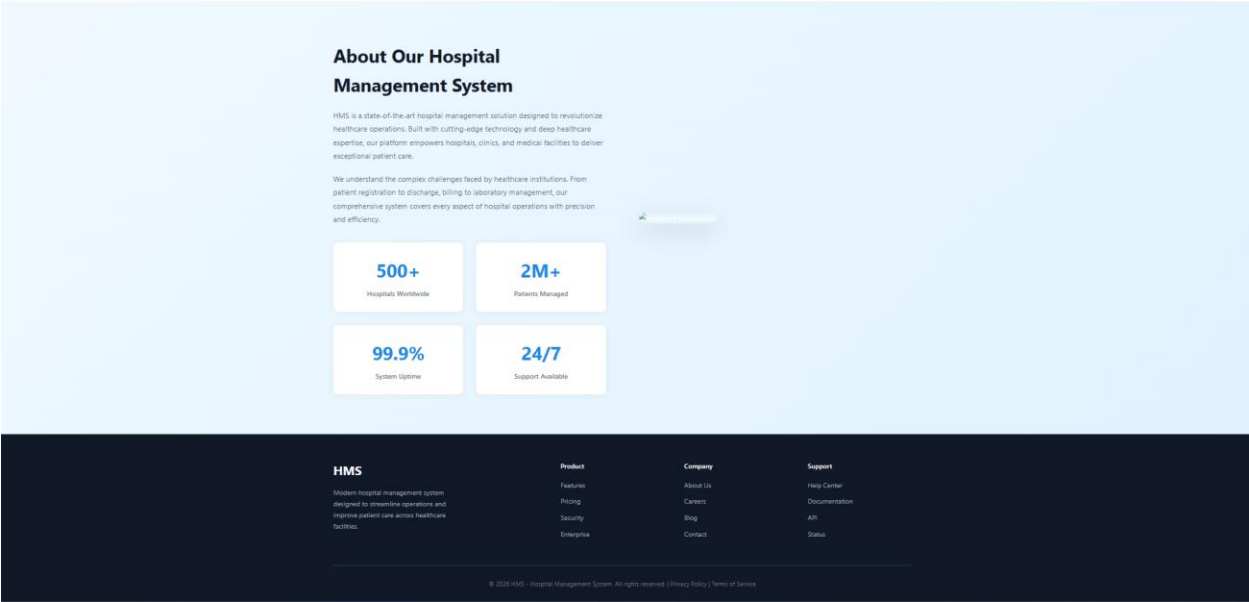 About Our Hospital
Management System
HMS is a state-of-the-art hospital management solution designed to revolutionize
healthcare operations. Built with cutting-edge technology and deep healthcare
expertise, our platform empowers hospitals, clinics, and medical facilities to deliver
exceptional patient care.
We understand the complex challenges faced by healthcare institutions. From
patient registration to discharge, billing to laboratory management, our
comprehensive system covers every aspect of hospital operations with precision
and efficiency.
500+
Hospitals Worldwide
2M+
Patients Managed
99.9%
System Uptime
24/7
Support Available
HMS
Modern hospital management system
designed to streamline operations and
improve patient care across healthcare
facilities.
Product
Features
Pricing
Security
Enterprise
Company
About Us
Careers
Blog
Contact
Support
Help Center
Documentation
API
Status
© 2026 HMS - Hospital Management System. All rights reserved. | Privacy Policy | Terms of Service